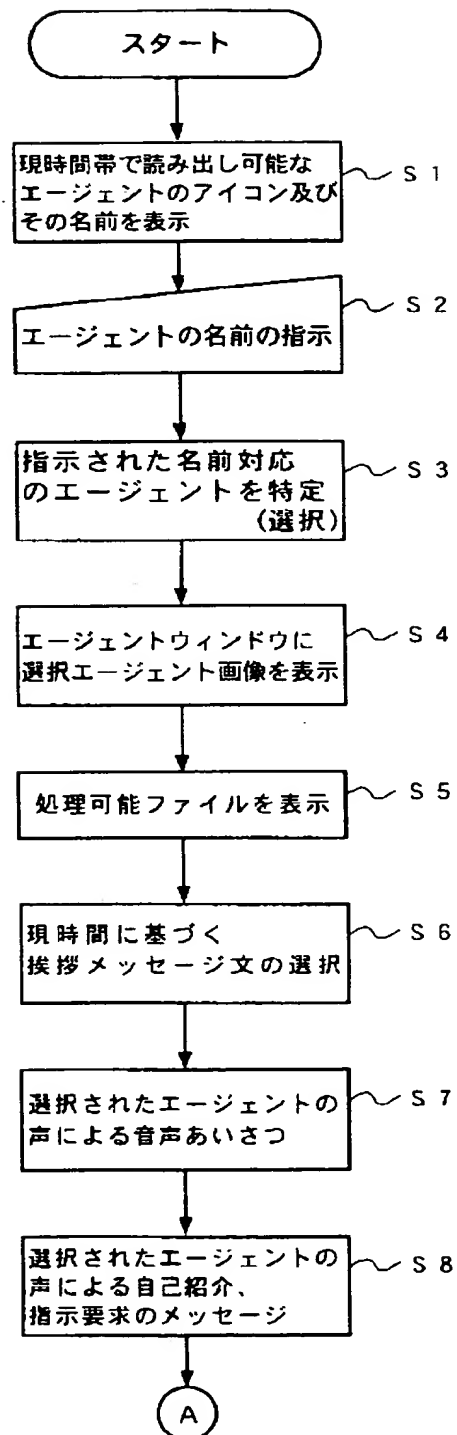 スタート
現時間帯で読み出し可能な
エージェントのアイコン及び
その名前を表示
S 1
S 2
エージェントの名前の指示
指示された名前対応
のエージェントを特定
(選択)
S 3
エージェントウィンドウに
選択エージェント画像を表示
S 4
処理可能ファイルを表示
S 5
現時間に基づく
挨拶メッセージ文の選択
S 6
選択されたエージェントの
声による音声あいさつ
S 7
選択されたエージェントの
声による自己紹介、
指示要求のメッセージ
S 8
A